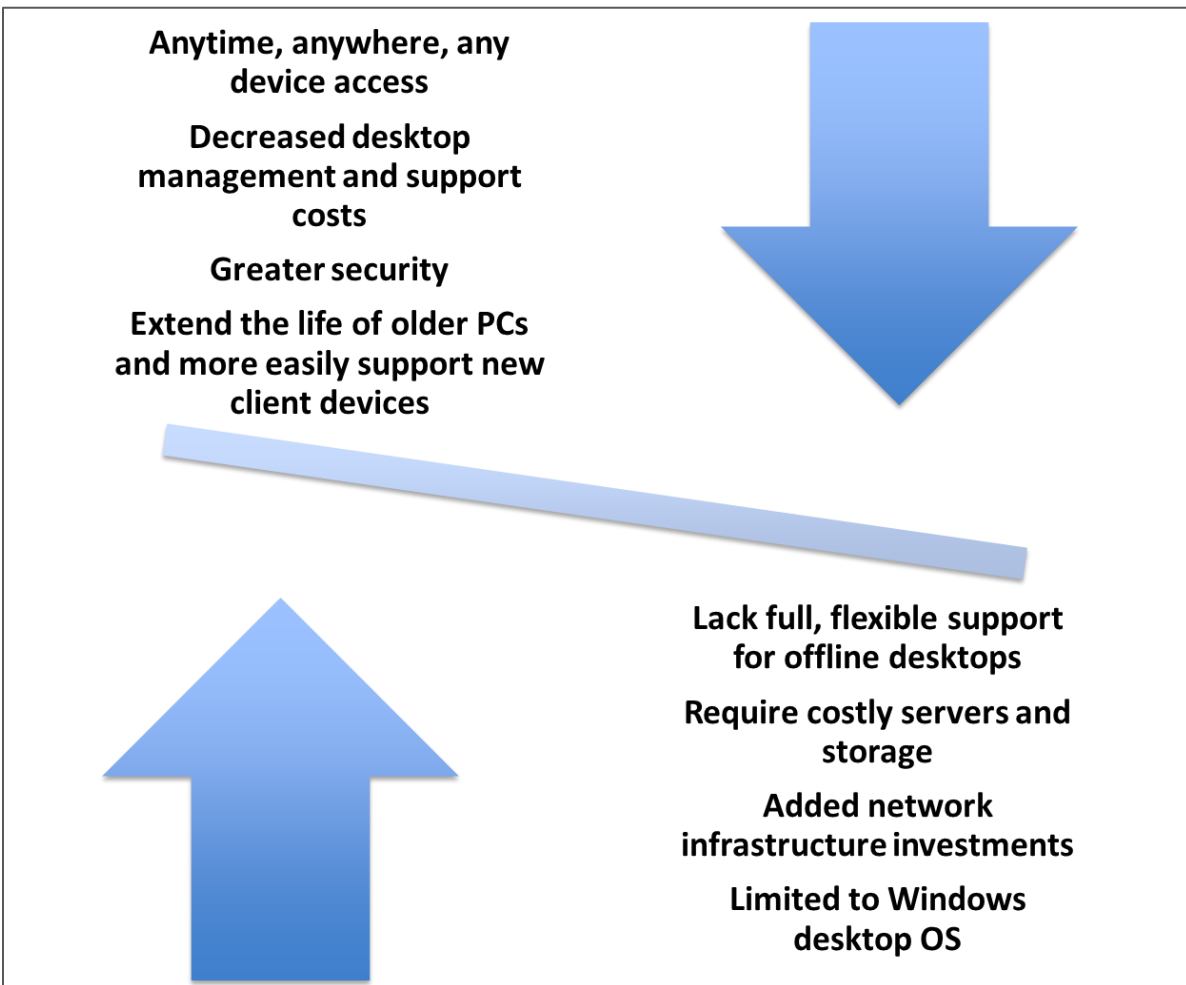 Anytime, anywhere, any
device access
Decreased desktop
management and support
costs
Greater security
Extend the life of older PCs
and more easily support new
client devices
Lack full, flexible support
for offline desktops
Require costly servers and
storage
Added network
infrastructure investments
Limited to Windows
desktop OS